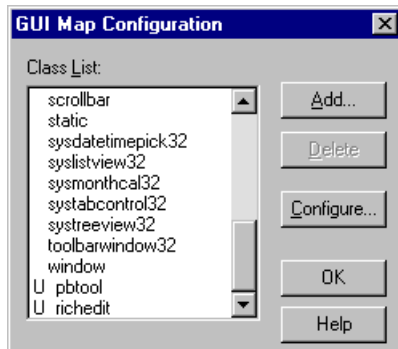 GUI Map Configuration
Class List:
scrollbar
static
sysdatetimepick32
syslistview32
sysmonthcal32
systabcontrol32
systreeview32
toolbarwindow32
window
U pbtool
U richedit
Add...
Delete
Configure...
OK
Help